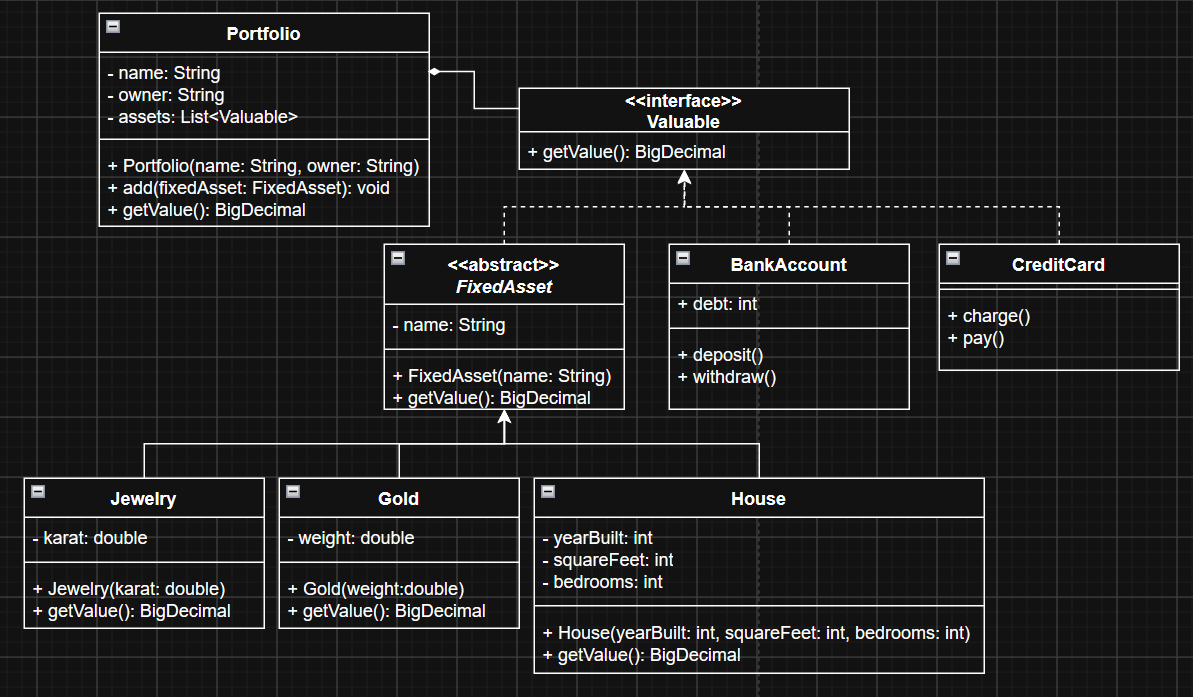 Portfolio
- name: String
- owner: String
- assets: List<Valuable>
+ Portfolio(name: String, owner: String)
+ add(fixedAsset: FixedAsset): void
+ getValue(): BigDecimal
<<interface>>
Valuable
+ getValue(): BigDecimal
<<abstract>>
FixedAsset
- name: String
+ FixedAsset(name: String)
+ getValue(): BigDecimal
BankAccount
+ debt: int
+ deposit()
+ withdraw()
CreditCard
+ charge()
+ pay()
Jewelry
- karat: double
+ Jewelry(karat: double)
+ getValue(): BigDecimal
Gold
- weight: double
+ Gold(weight:double)
+ getValue(): BigDecimal
House
- yearBuilt: int
- squareFeet: int
- bedrooms: int
+ House(yearBuilt: int, squareFeet: int, bedrooms: int)
+ getValue(): BigDecimal